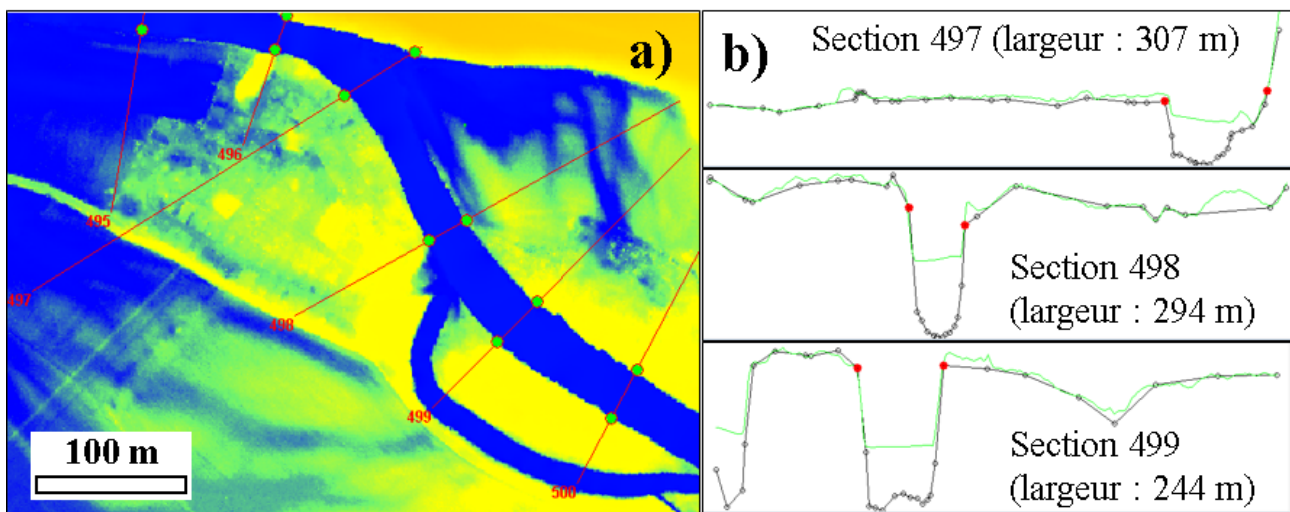 a)
496
495
497
498
499
500
100 m
b)
Section 497 (largeur : 307 m)
Section 498
(largeur : 294 m)
Section 499
(largeur : 244 m)